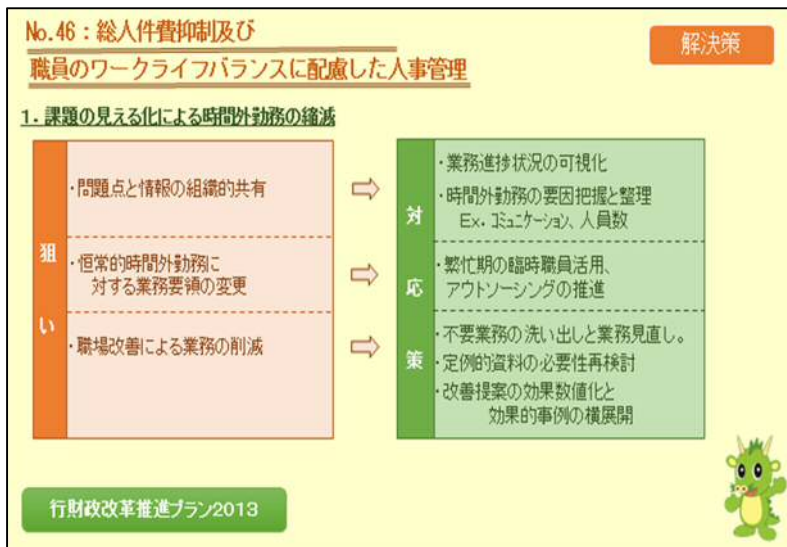 No.46：総人件費抑制及び
職員のワークライフバランスに配慮した人事管理
解決策
1.課題の見える化による時間外勤務の縮減
狙い
・問題点と情報の組織的共有
・恒常的時間外勤務に
対する業務要領の変更
・職場改善による業務の削減
対応策
・業務進捗状況の可視化
・時間外勤務の要因把握と整理
Ex.コミュニケーション、人員数
・繁忙期の臨時職員活用、
アウトソーシングの推進
・不要業務の洗い出しと業務見直し。
・定例的資料の必要性再検討
・改善提案の効果数値化と
効果的事例の横展開
行財政改革推進プラン2013